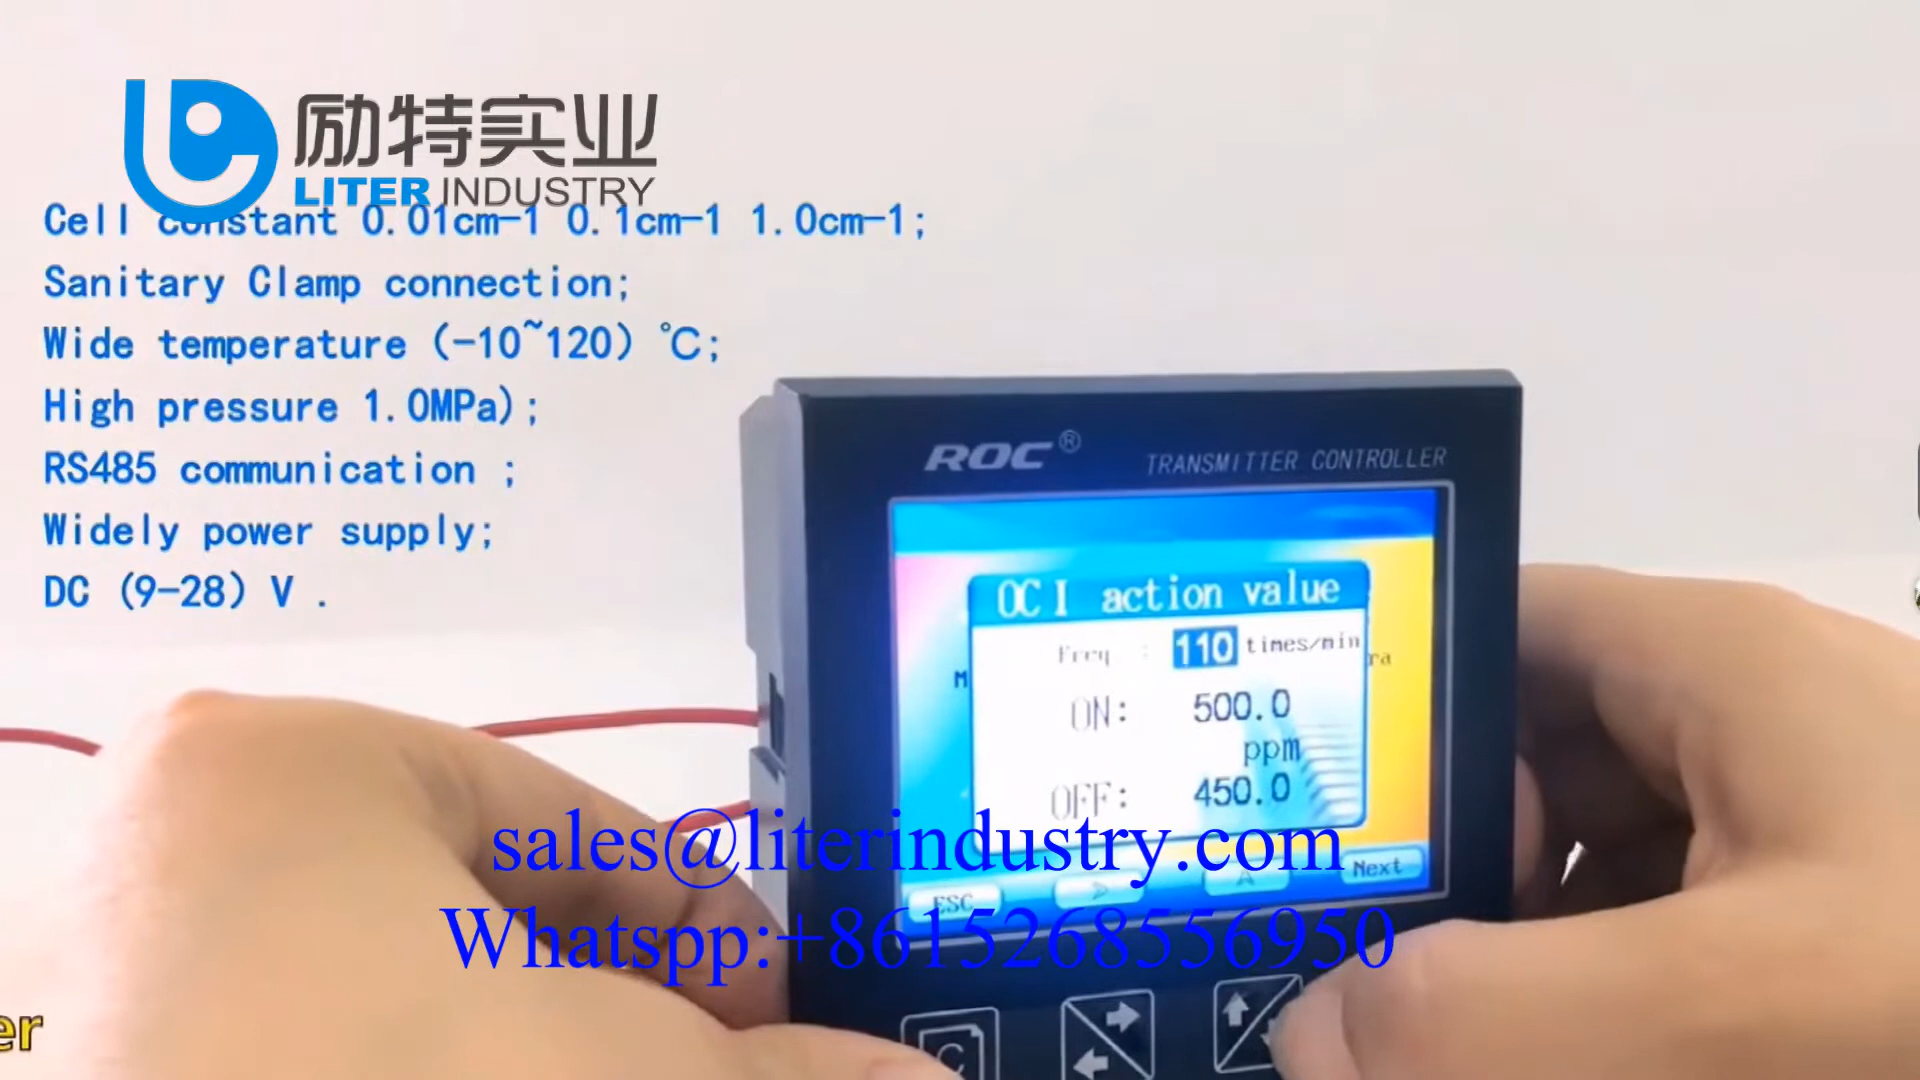 励特实业
LITER INDUSTRY
Cell constant 0.01cm-1 0.1cm-1 1.0cm-1;
Sanitary Clamp connection;
Wide temperature (-10~120) ℃;
High pressure 1.0MPa);
RS485 communication ;
Widely power supply;
DC (9-28) V .
ROC® TRANSMITTER CONTROLLER
OC I action value
Freq : 110 times/min
M ra
ON: 500.0
ppm
OFF: 450.0
sales@literindustry.com
ESC > Next
Whatspp:+8615268556950
C
er